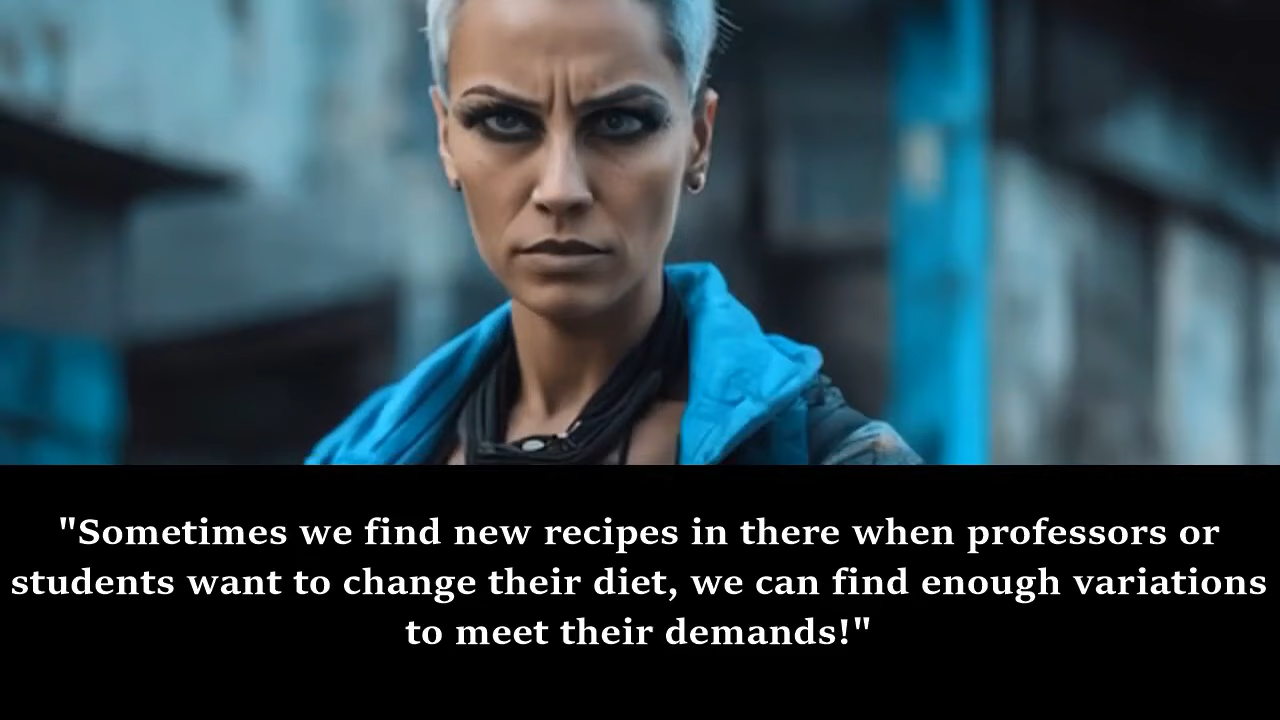 "Sometimes we find new recipes in there when professors or
students want to change their diet, we can find enough variations
to meet their demands!"